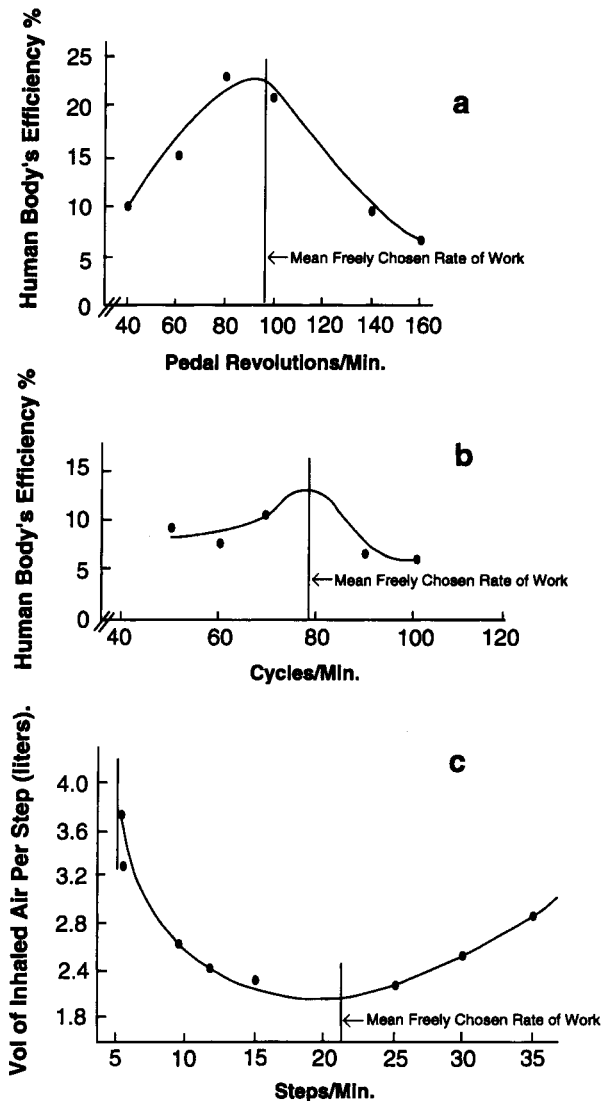 Human Body's Efficiency %
25
20
15
10
5
0
a
Mean Freely Chosen Rate of Work
40 60 80 100 120 140 160
Pedal Revolutions/Min.
Human Body's Efficiency %
15
10
5
0
b
Mean Freely Chosen Rate of Work
40 60 80 100 120
Cycles/Min.
Vol of Inhaled Air Per Step (liters).
4.0
3.6
3.2
2.8
2.4
1.8
c
Mean Freely Chosen Rate of Work
5 10 15 20 25 30 35
Steps/Min.